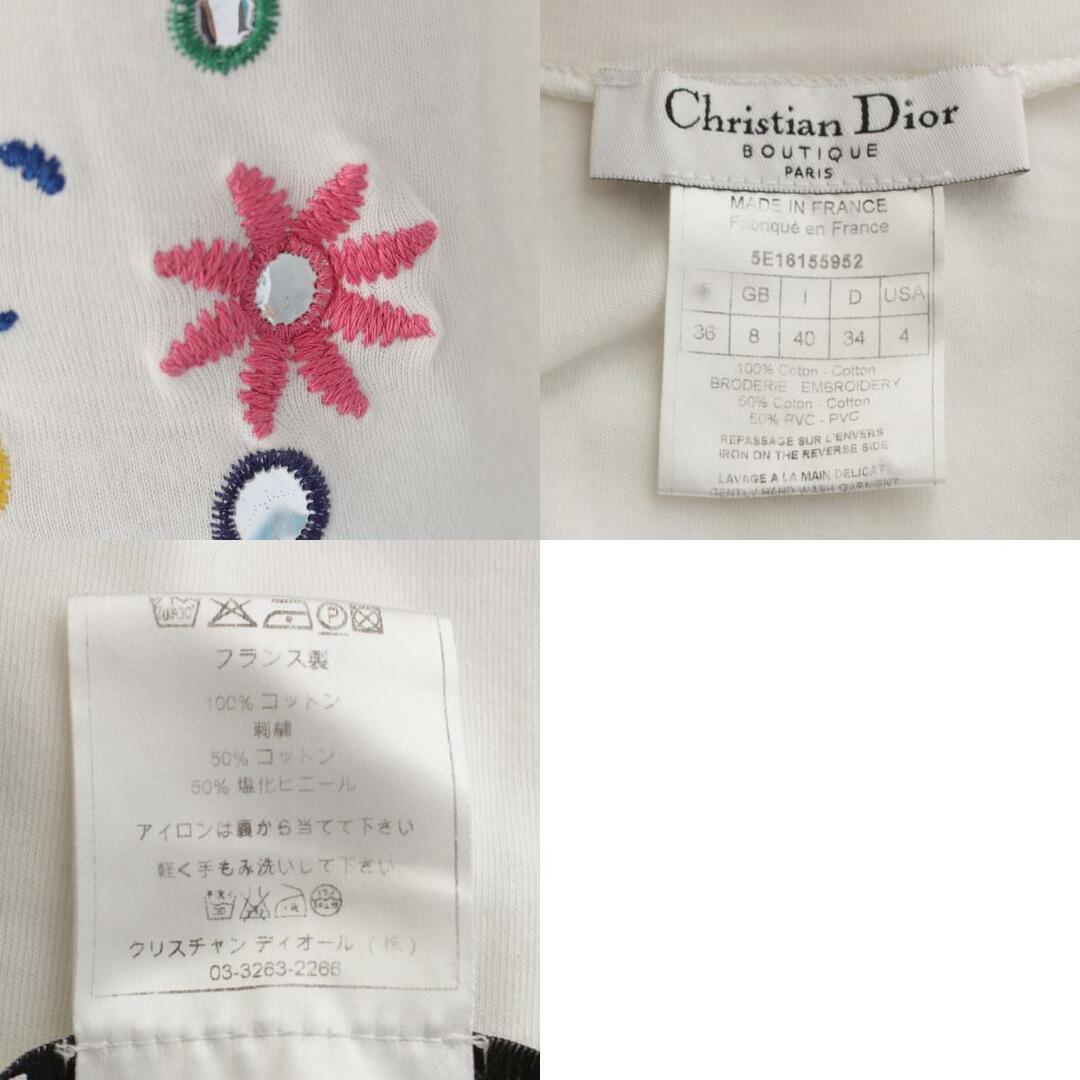 Christian Dior
BOUTIQUE
PARIS
MADE IN FRANCE
Fabriqué en France
5E16155952
F GB I D USA
36 8 40 34 4
100% Coton - Cotton
BRODERIE - EMBROIDERY
50% Coton - Cotton
50% PVC - PVC
REPASSAGE SUR L'ENVERS
IRON ON THE REVERSE SIDE
LAVAGE A LA MAIN DELICAT
GENTLY HAND WASH GARMENT
フランス製
100% コットン
刺繍
50% コットン
50% 塩化ビニール
アイロンは裏から当てて下さい
軽く手もみ洗いして下さい
クリスチャン ディオール (株)
03-3263-2266